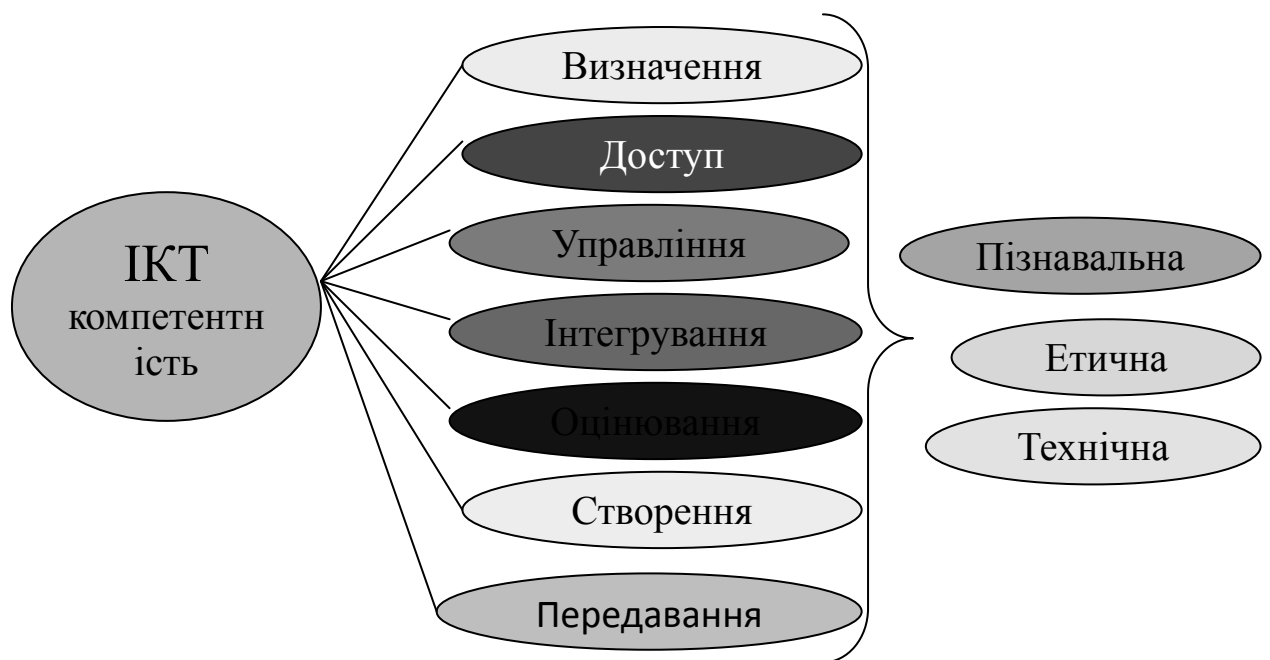 ІКТ
компетентн
ість
Визначення
Доступ
Управління
Інтегрування
Оцінювання
Створення
Передавання
Пізнавальна
Етична
Технічна